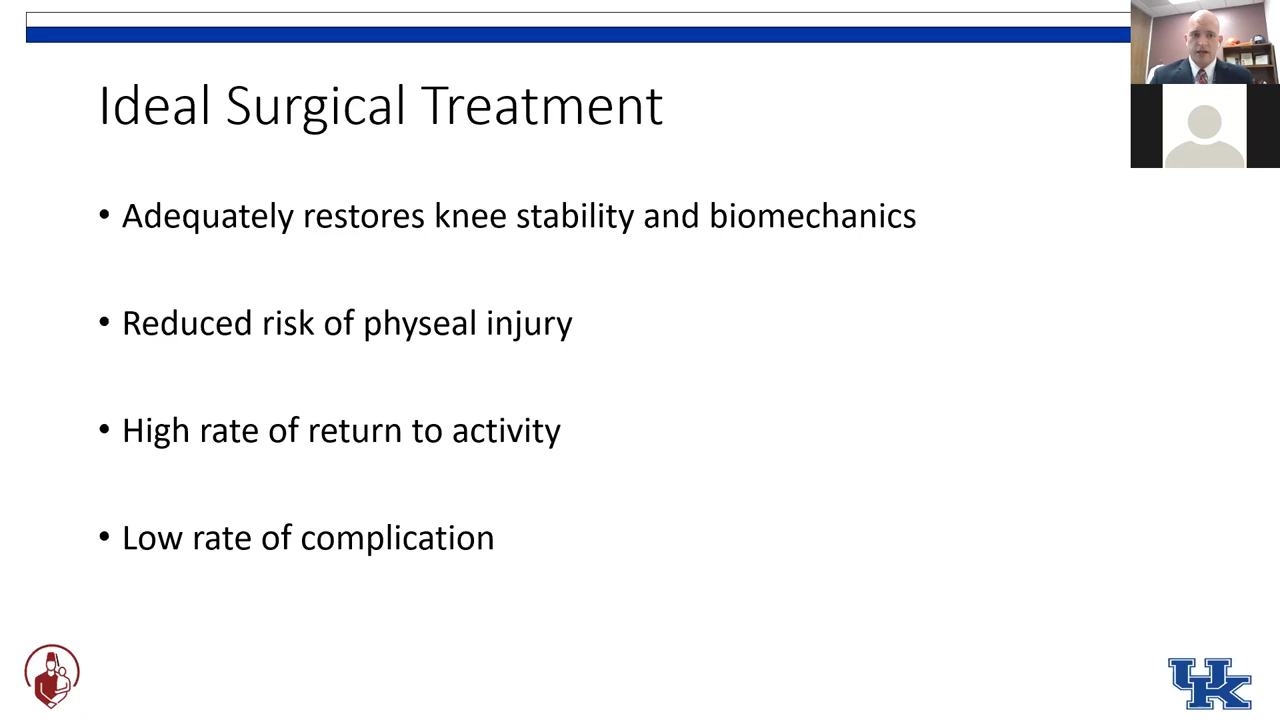 Ideal Surgical Treatment
• Adequately restores knee stability and biomechanics
• Reduced risk of physeal injury
• High rate of return to activity
• Low rate of complication
UK